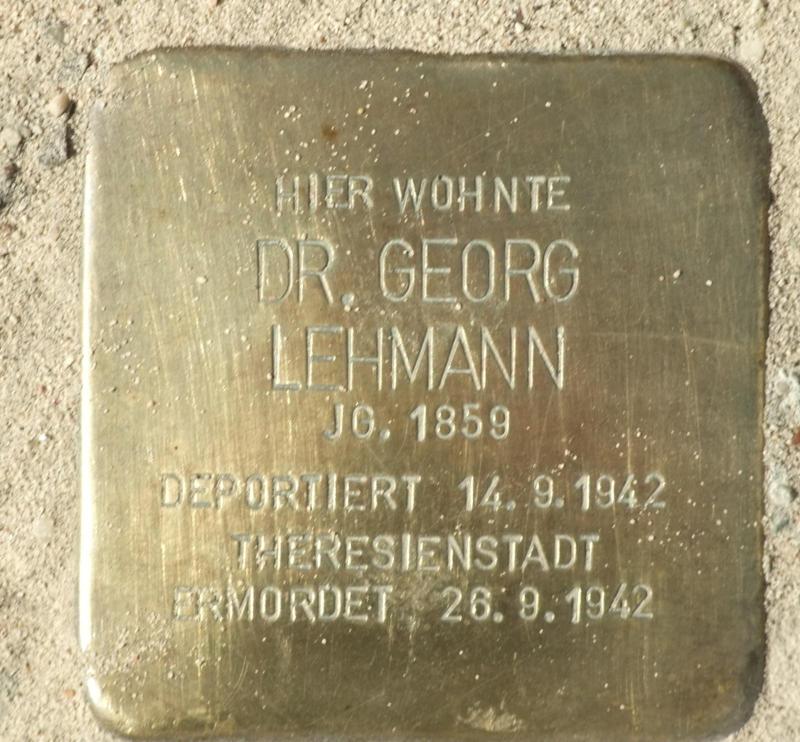 HIER WOHNTE
DR. GEORG
LEHMANN
JG. 1859
DEPORTIERT 14.9.1942
THERESIENSTADT
ERMORDET 26.9.1942